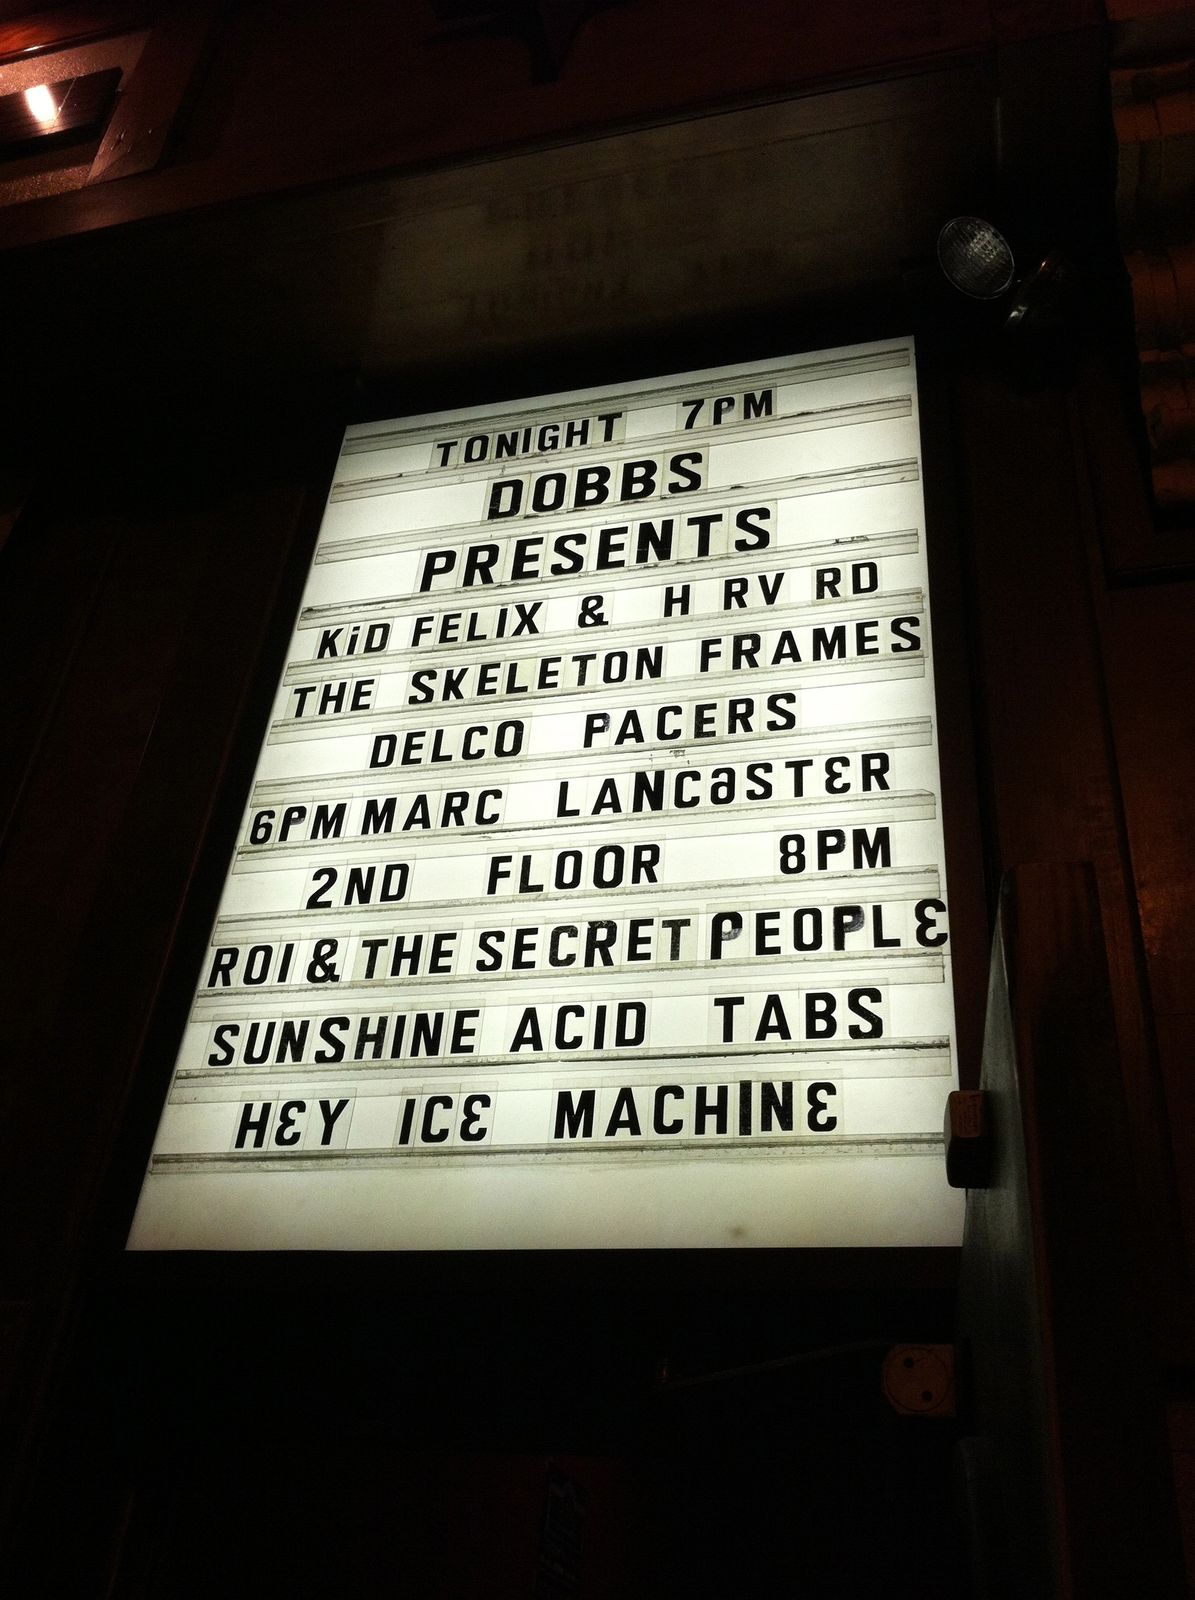 TONIGHT 7PM
DOBBS
PRESENTS
KiD FELIX & H RV RD
THE SKELETON FRAMES
DELCO PACERS
6PM MARC LANCaSTER
2ND FLOOR 8PM
ROI & THE SECRET PEOPLE
SUNSHINE ACID TABS
HEY ICE MACHINE